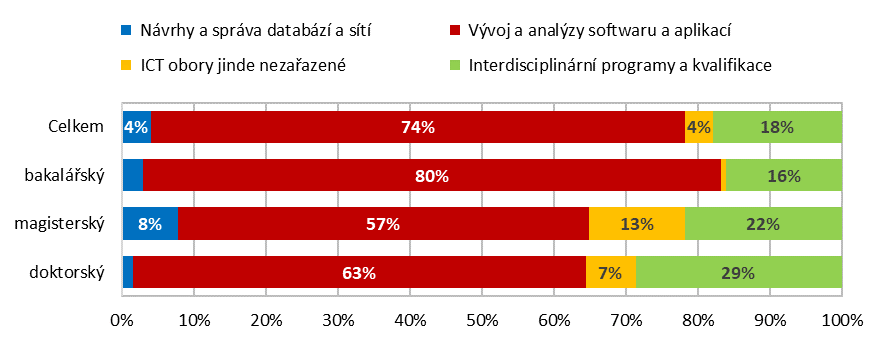 Návrhy a správa databází a sítí
Vývoj a analýzy softwaru a aplikací
ICT obory jinde nezařazené
Interdisciplinární programy a kvalifikace
Celkem 4% 74% 4% 18%
bakalářský 80% 16%
magisterský 8% 57% 13% 22%
doktorský 63% 7% 29%
0% 10% 20% 30% 40% 50% 60% 70% 80% 90% 100%